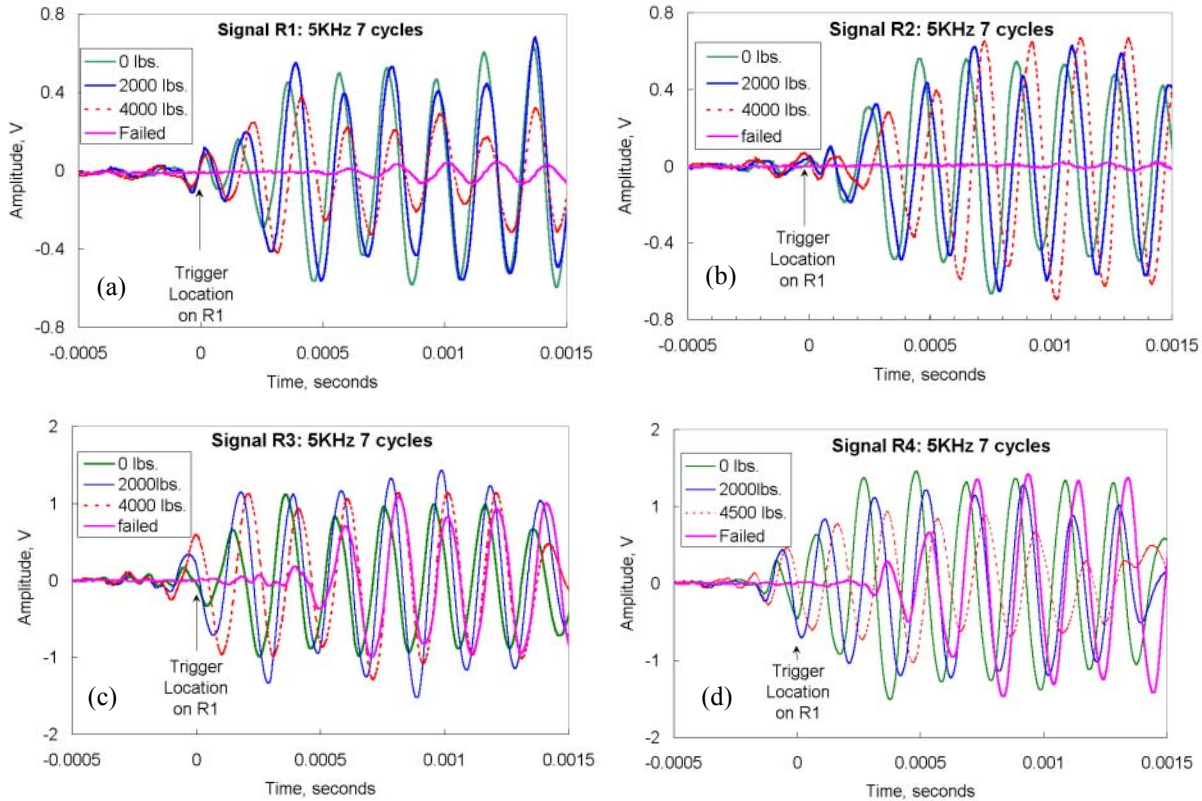 Signal R1: 5KHz 7 cycles
0 lbs.
2000 lbs.
4000 lbs.
Failed
0.8
0.4
0
-0.4
-0.8
Amplitude, V
(a)
Trigger
Location
on R1
-0.0005
0
0.0005
0.001
0.0015
Time, seconds
Signal R2: 5KHz 7 cycles
0 lbs.
2000 lbs.
4000 lbs.
failed
0.8
0.4
0
-0.4
-0.8
Amplitude, V
(b)
Trigger
Location
on R1
-0.0005
0
0.0005
0.001
0.0015
Time, seconds
Signal R3: 5KHz 7 cycles
0 lbs.
2000lbs.
4000 lbs.
failed
2
1
0
-1
-2
Amplitude, V
(c)
Trigger
Location
on R1
-0.0005
0
0.0005
0.001
0.0015
Time, seconds
Signal R4: 5KHz 7 cycles
0 lbs.
2000lbs.
4500 lbs.
Failed
2
1
0
-1
-2
Amplitude, V
(d)
Trigger
Location
on R1
-0.0005
0
0.0005
0.001
0.0015
Time, seconds